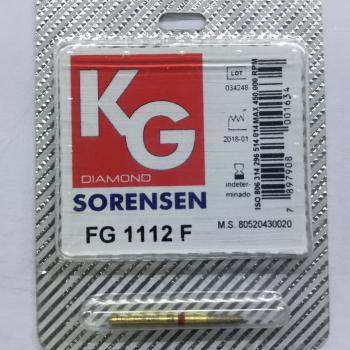 KG
DIAMOND
SORENSEN
FG 1112 F
LOT
034248
2018-01
indeter-
minado
M.S. 80520430020
ISO 806 314 296 514 014 MAX 450.000 RPM
7 897908 001634